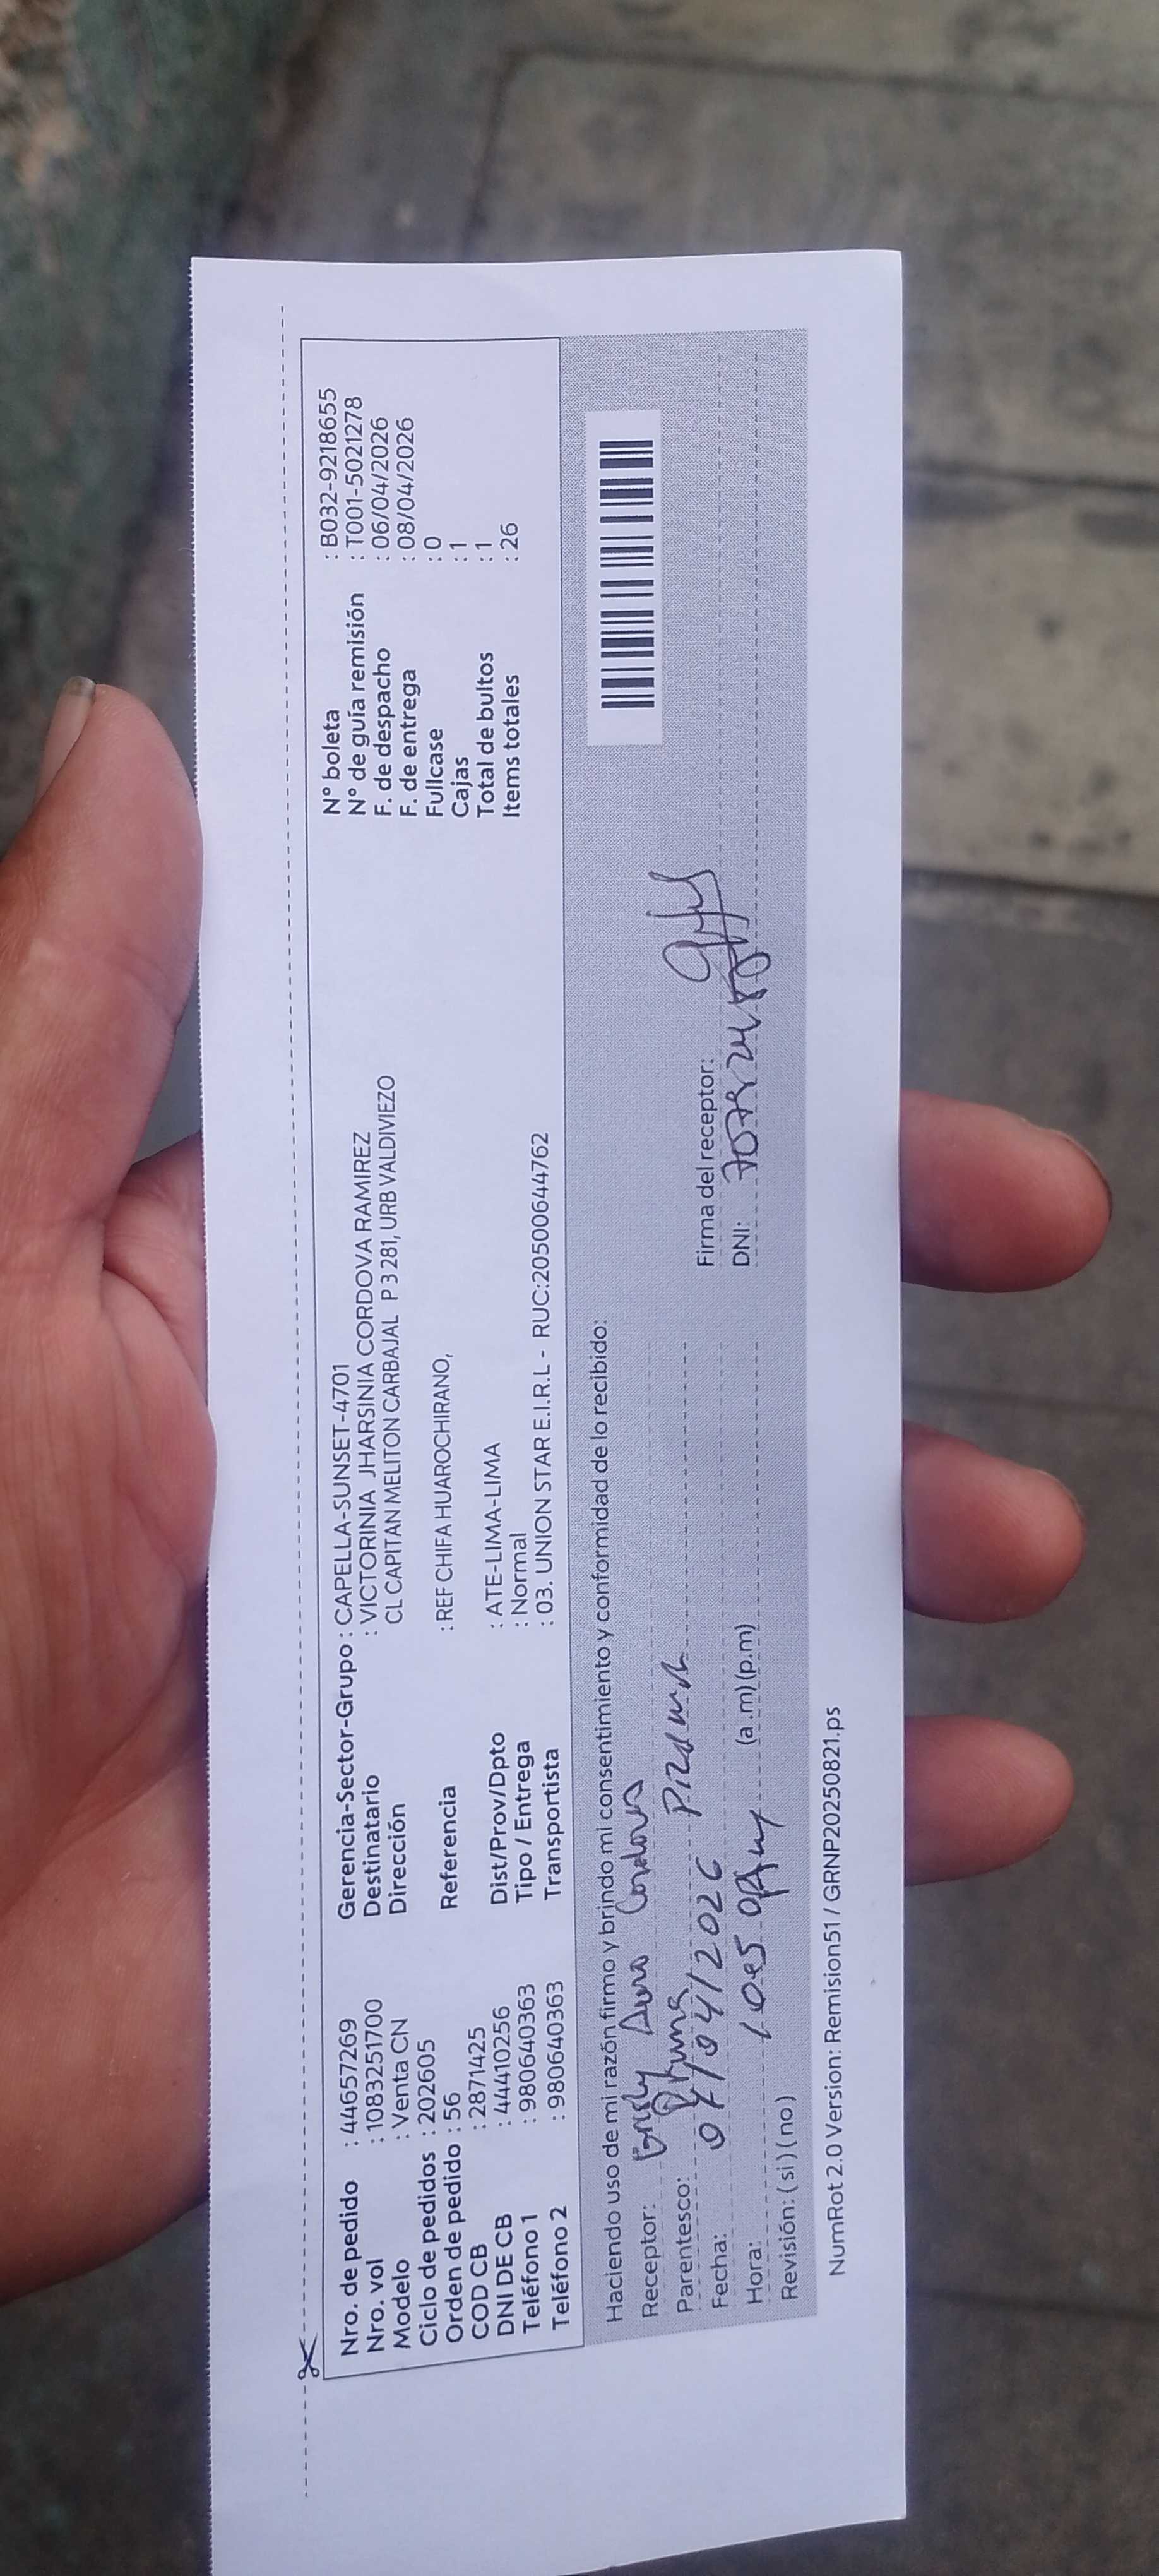 Nro. de pedido : 44657269
Nro. vol : 1083251700
Modelo : Venta CN
Ciclo de pedidos : 202605
Orden de pedido : 56
COD CB : 2871425
DNI DE CB : 44410256
Teléfono 1 : 980640363
Teléfono 2 : 980640363
Gerencia-Sector-Grupo : CAPELLA-SUNSET-4701
Destinatario : VICTORINIA JHARSINIA CORDOVA RAMIREZ
Dirección CL CAPITAN MELITON CARBAJAL P 3 281, URB VALDIVIEZO
Referencia : REF CHIFA HUAROCHIRANO,
Dist/Prov/Dpto : ATE-LIMA-LIMA
Tipo / Entrega : Normal
Transportista : 03. UNION STAR E.I.R.L - RUC:20500644762
N° boleta : B032-9218655
N° de guía remisión : T001-5021278
F. de despacho : 06/04/2026
F. de entrega : 08/04/2026
Fullcase : 0
Cajas : 1
Total de bultos : 1
Items totales : 26
Haciendo uso de mi razón firmo y brindo mi consentimiento y conformidad de lo recibido:
Receptor: Cordova
Parentesco:
Fecha: 07/04/2026
Hora: (a.m) (p.m)
Revisión: ( si ) ( no )
Firma del receptor:
DNI:
NumRot 2.0 Version: Remision51 / GRNP20250821.ps